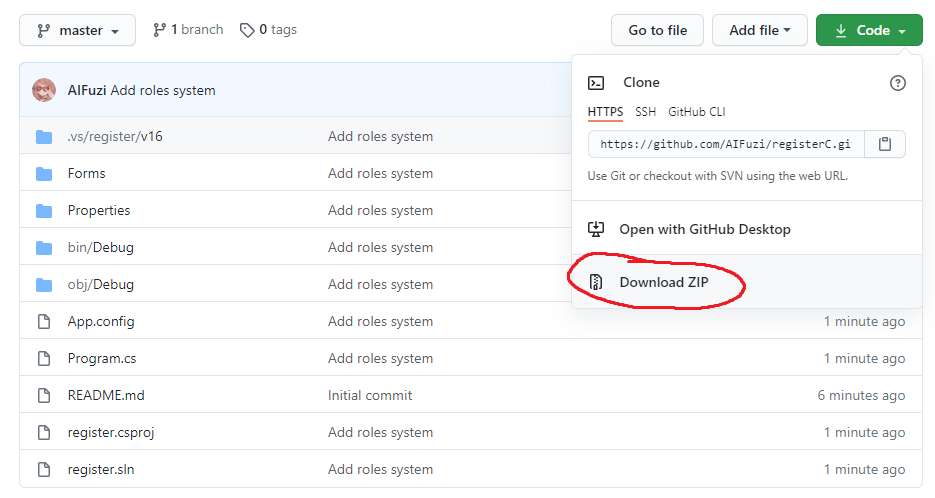 master 1 branch 0 tags Go to file Add file Code
AIFuzi Add roles system
Clone
HTTPS SSH GitHub CLI
https://github.com/AIFuzi/registerC.gi
Use Git or checkout with SVN using the web URL.
Open with GitHub Desktop
Download ZIP
.vs/register/v16 Add roles system
Forms Add roles system
Properties Add roles system
bin/Debug Add roles system
obj/Debug Add roles system
App.config Add roles system 1 minute ago
Program.cs Add roles system 1 minute ago
README.md Initial commit 6 minutes ago
register.csproj Add roles system 1 minute ago
register.sln Add roles system 1 minute ago